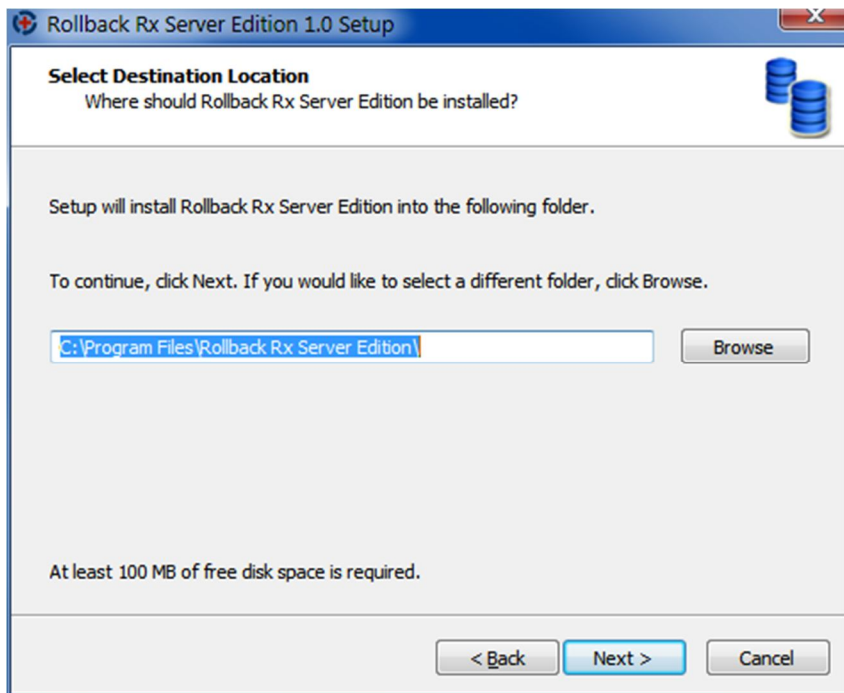 Rollback Rx Server Edition 1.0 Setup
X
Select Destination Location
Where should Rollback Rx Server Edition be installed?
Setup will install Rollback Rx Server Edition into the following folder.
To continue, click Next. If you would like to select a different folder, click Browse.
C:\Program Files\Rollback Rx Server Edition\
Browse
At least 100 MB of free disk space is required.
< Back
Next >
Cancel